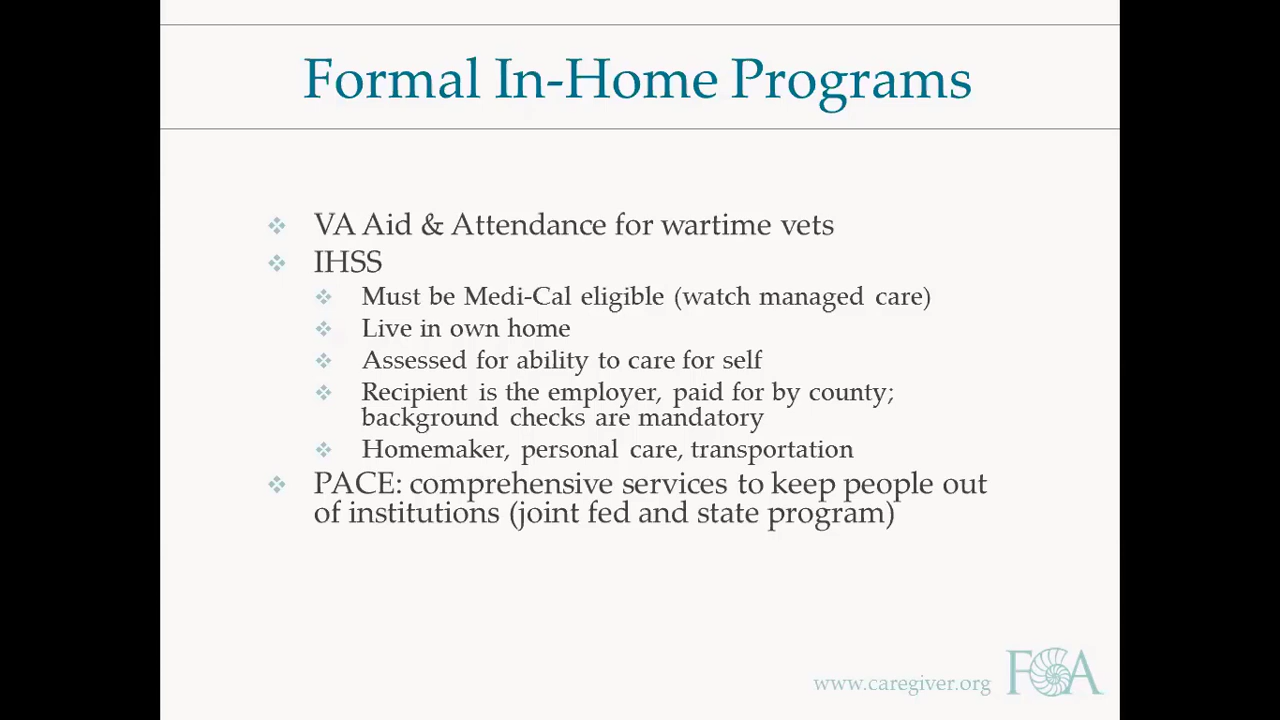 Formal In-Home Programs
❖ VA Aid & Attendance for wartime vets
❖ IHSS
❖ Must be Medi-Cal eligible (watch managed care)
❖ Live in own home
❖ Assessed for ability to care for self
❖ Recipient is the employer, paid for by county;
background checks are mandatory
❖ Homemaker, personal care, transportation
❖ PACE: comprehensive services to keep people out
of institutions (joint fed and state program)
www.caregiver.org FCA